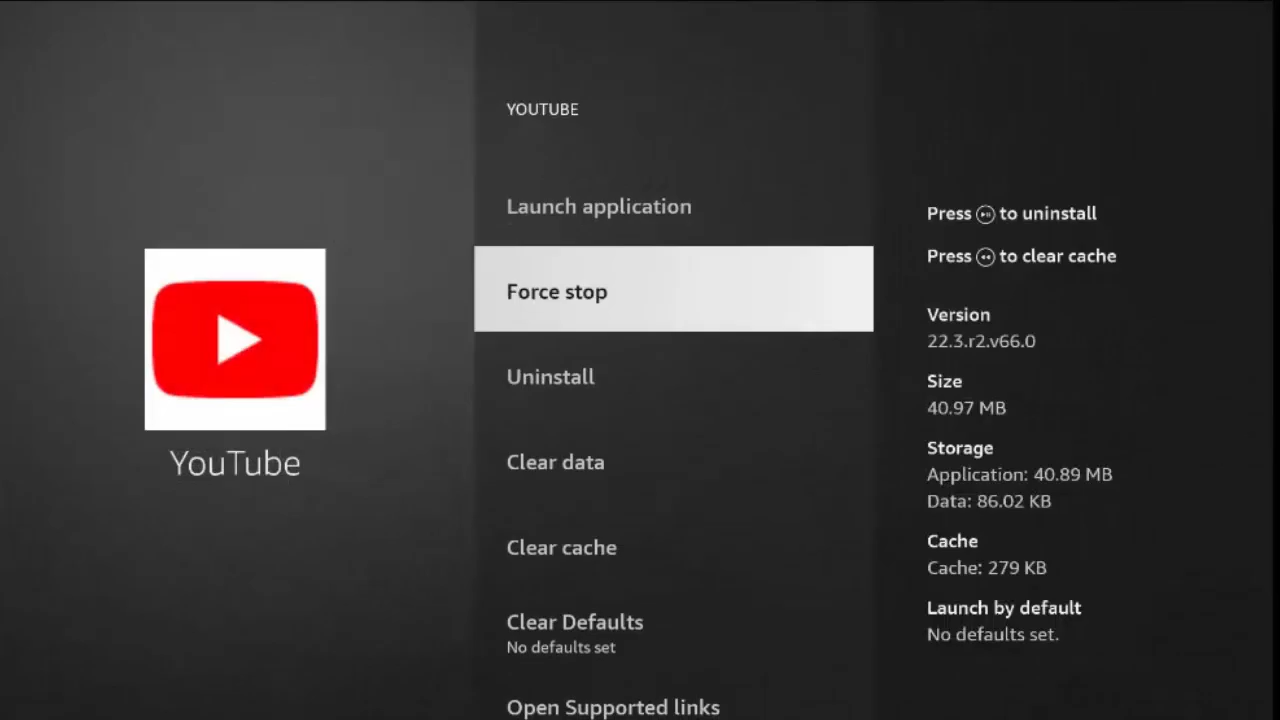 YOUTUBE
Launch application
Force stop
Uninstall
Clear data
Clear cache
Clear Defaults
No defaults set
Open Supported links
YouTube
Press to uninstall
Press to clear cache
Version
22.3.r2.v66.0
Size
40.97 MB
Storage
Application: 40.89 MB
Data: 86.02 KB
Cache
Cache: 279 KB
Launch by default
No defaults set.